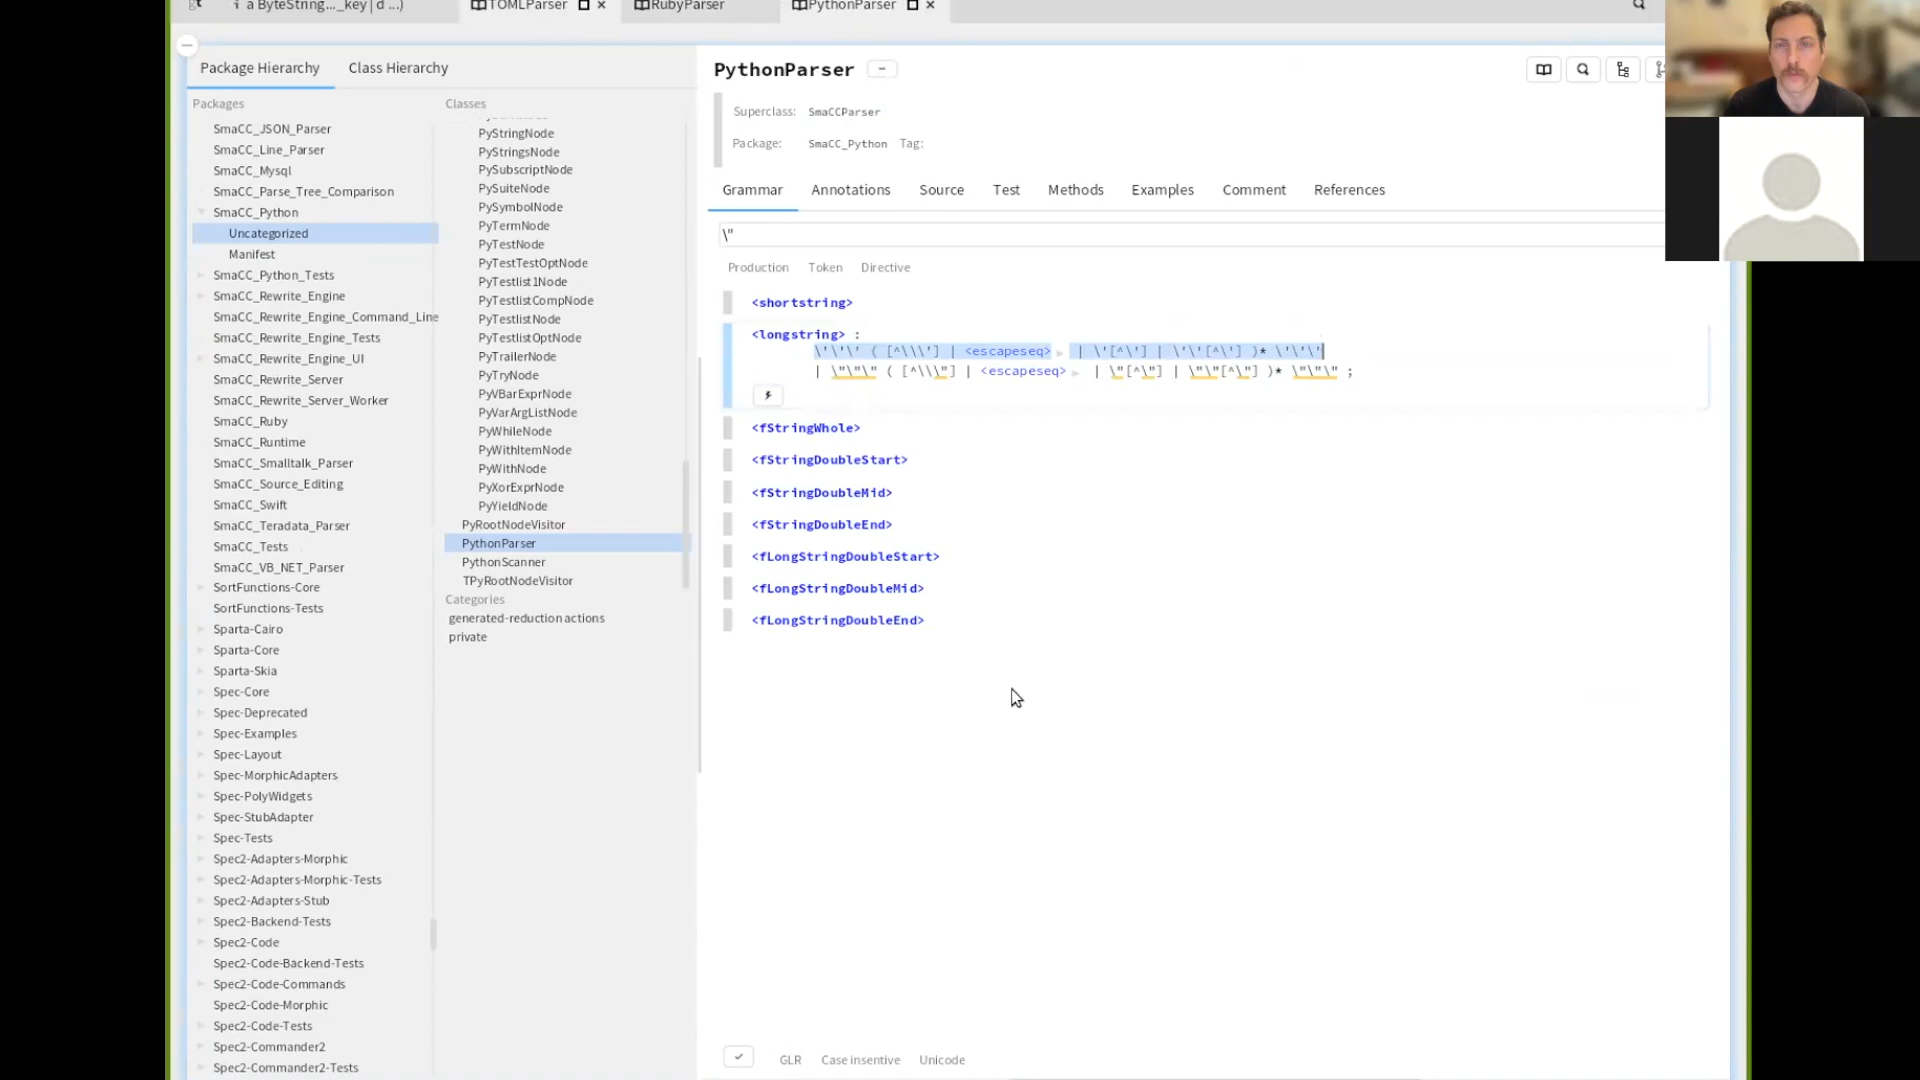 a ByteString..._key | d ...)
TOMLParser
RubyParser
PythonParser
Package Hierarchy
Class Hierarchy
Packages
SmaCC_JSON_Parser
SmaCC_Line_Parser
SmaCC_Mysql
SmaCC_Parse_Tree_Comparison
SmaCC_Python
Uncategorized
Manifest
SmaCC_Python_Tests
SmaCC_Rewrite_Engine
SmaCC_Rewrite_Engine_Command_Line
SmaCC_Rewrite_Engine_Tests
SmaCC_Rewrite_Engine_UI
SmaCC_Rewrite_Server
SmaCC_Rewrite_Server_Worker
SmaCC_Ruby
SmaCC_Runtime
SmaCC_Smalltalk_Parser
SmaCC_Source_Editing
SmaCC_Swift
SmaCC_Teradata_Parser
SmaCC_Tests
SmaCC_VB_NET_Parser
SortFunctions-Core
SortFunctions-Tests
Sparta-Cairo
Sparta-Core
Sparta-Skia
Spec-Core
Spec-Deprecated
Spec-Examples
Spec-Layout
Spec-MorphicAdapters
Spec-PolyWidgets
Spec-StubAdapter
Spec-Tests
Spec2-Adapters-Morphic
Spec2-Adapters-Morphic-Tests
Spec2-Adapters-Stub
Spec2-Backend-Tests
Spec2-Code
Spec2-Code-Backend-Tests
Spec2-Code-Commands
Spec2-Code-Morphic
Spec2-Code-Tests
Spec2-Commander2
Spec2-Commander2-Tests
Classes
PyStringNode
PyStringsNode
PySubscriptNode
PySuiteNode
PySymbolNode
PyTermNode
PyTestNode
PyTestTestOptNode
PyTestlist1Node
PyTestlistCompNode
PyTestlistNode
PyTestlistOptNode
PyTrailerNode
PyTryNode
PyVBarExprNode
PyVarArgListNode
PyWhileNode
PyWithItemNode
PyWithNode
PyXorExprNode
PyYieldNode
PyRootNodeVisitor
PythonParser
PythonScanner
TPyRootNodeVisitor
Categories
generated-reduction actions
private
PythonParser
Superclass: SmaCCParser
Package: SmaCC_Python Tag:
Grammar Annotations Source Test Methods Examples Comment References
\"
Production Token Directive
<shortstring>
<longstring> :
\'\'\' ( [^\\\'] | <escapeseq> | \'[^\'] | \'\'[^\'] )* \'\'\'
| \"\"\" ( [^\\\"] | <escapeseq> | \"[^\"] | \"\"[^\"] )* \"\"\" ;
<fStringWhole>
<fStringDoubleStart>
<fStringDoubleMid>
<fStringDoubleEnd>
<fLongStringDoubleStart>
<fLongStringDoubleMid>
<fLongStringDoubleEnd>
GLR Case insentive Unicode